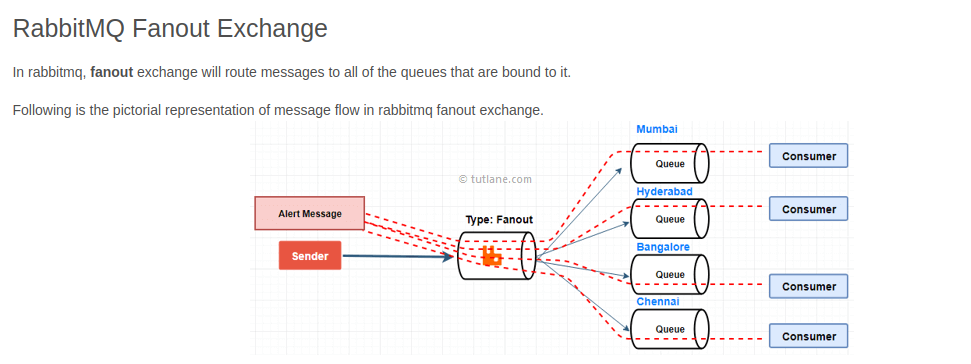 RabbitMQ Fanout Exchange
In rabbitmq, fanout exchange will route messages to all of the queues that are bound to it.
Following is the pictorial representation of message flow in rabbitmq fanout exchange.
Mumbai
Queue
Consumer
© tutlane.com
Hyderabad
Alert Message
Type: Fanout
Queue
Consumer
Sender
Bangalore
Queue
Consumer
Chennai
Queue
Consumer